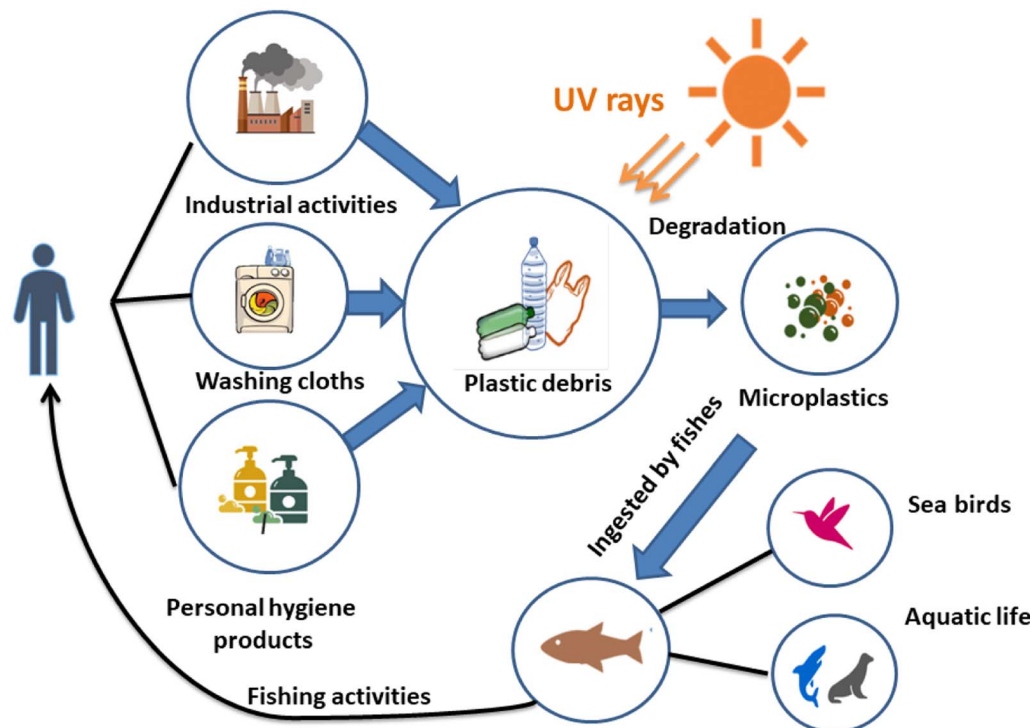 UV rays
Industrial activities
Degradation
Washing cloths
Plastic debris
Microplastics
Ingested by fishes
Sea birds
Personal hygiene
products
Aquatic life
Fishing activities